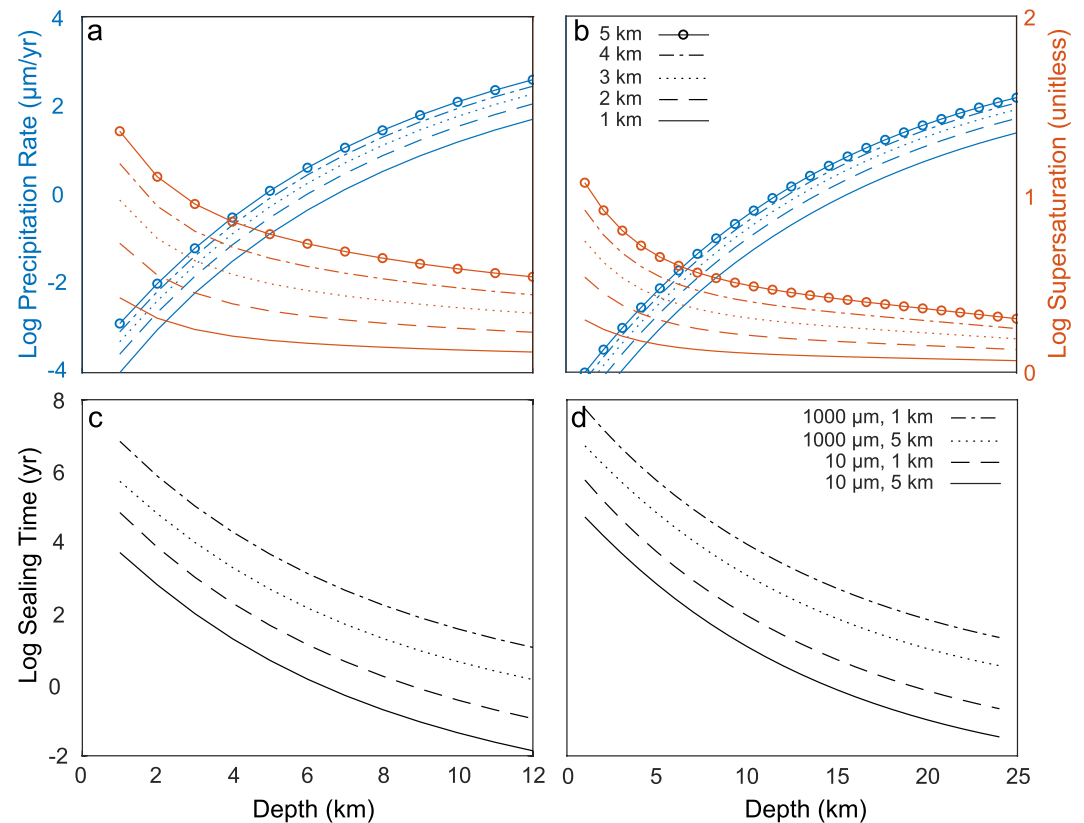 a
4
2
0
-2
-4
Log Precipitation Rate (μm/yr)
b
5 km
4 km
3 km
2 km
1 km
2
1
0
Log Supersaturation (unitless)
c
8
6
4
2
0
-2
Log Sealing Time (yr)
0 2 4 6 8 10 12
Depth (km)
d
1000 μm, 1 km
1000 μm, 5 km
10 μm, 1 km
10 μm, 5 km
0 5 10 15 20 25
Depth (km)